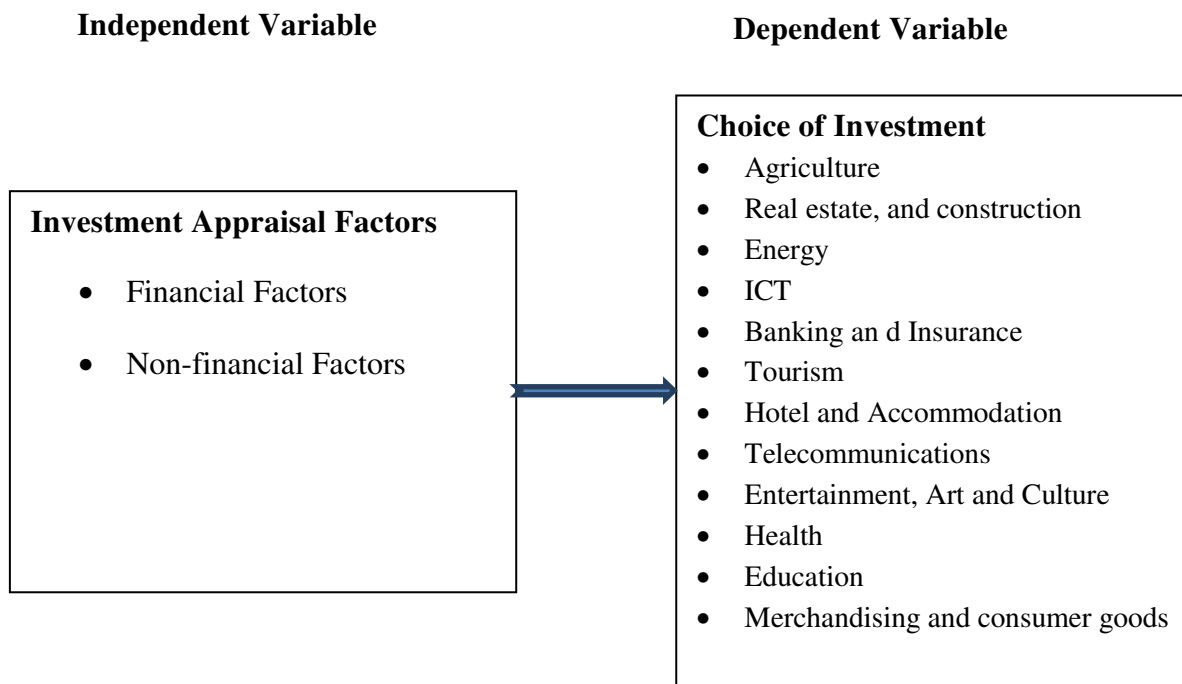 Independent Variable
Dependent Variable
Investment Appraisal Factors
• Financial Factors
• Non-financial Factors
Choice of Investment
• Agriculture
• Real estate, and construction
• Energy
• ICT
• Banking an d Insurance
• Tourism
• Hotel and Accommodation
• Telecommunications
• Entertainment, Art and Culture
• Health
• Education
• Merchandising and consumer goods